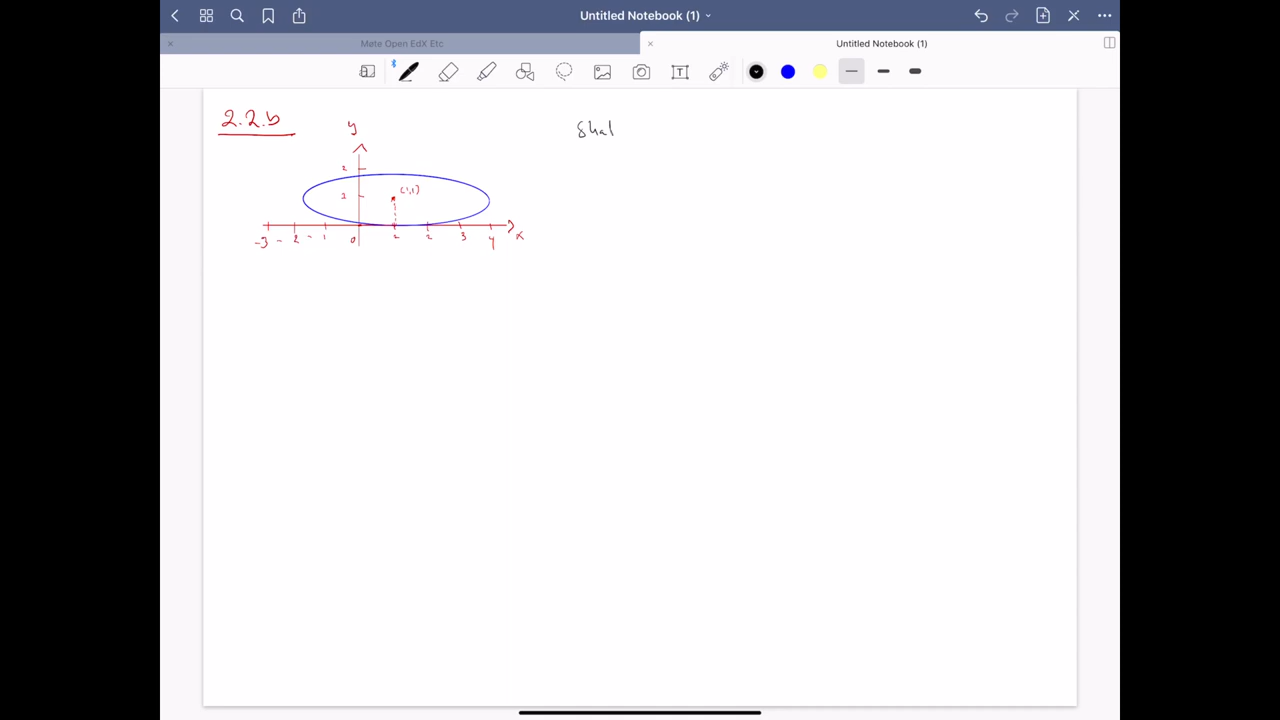 Untitled Notebook (1)
Mete Open EdX Etc
Untitled Notebook (1)
T
2.2.b
y
Shal
2
1
(1,1)
-3 -2 -1 0 1 2 3 4 x